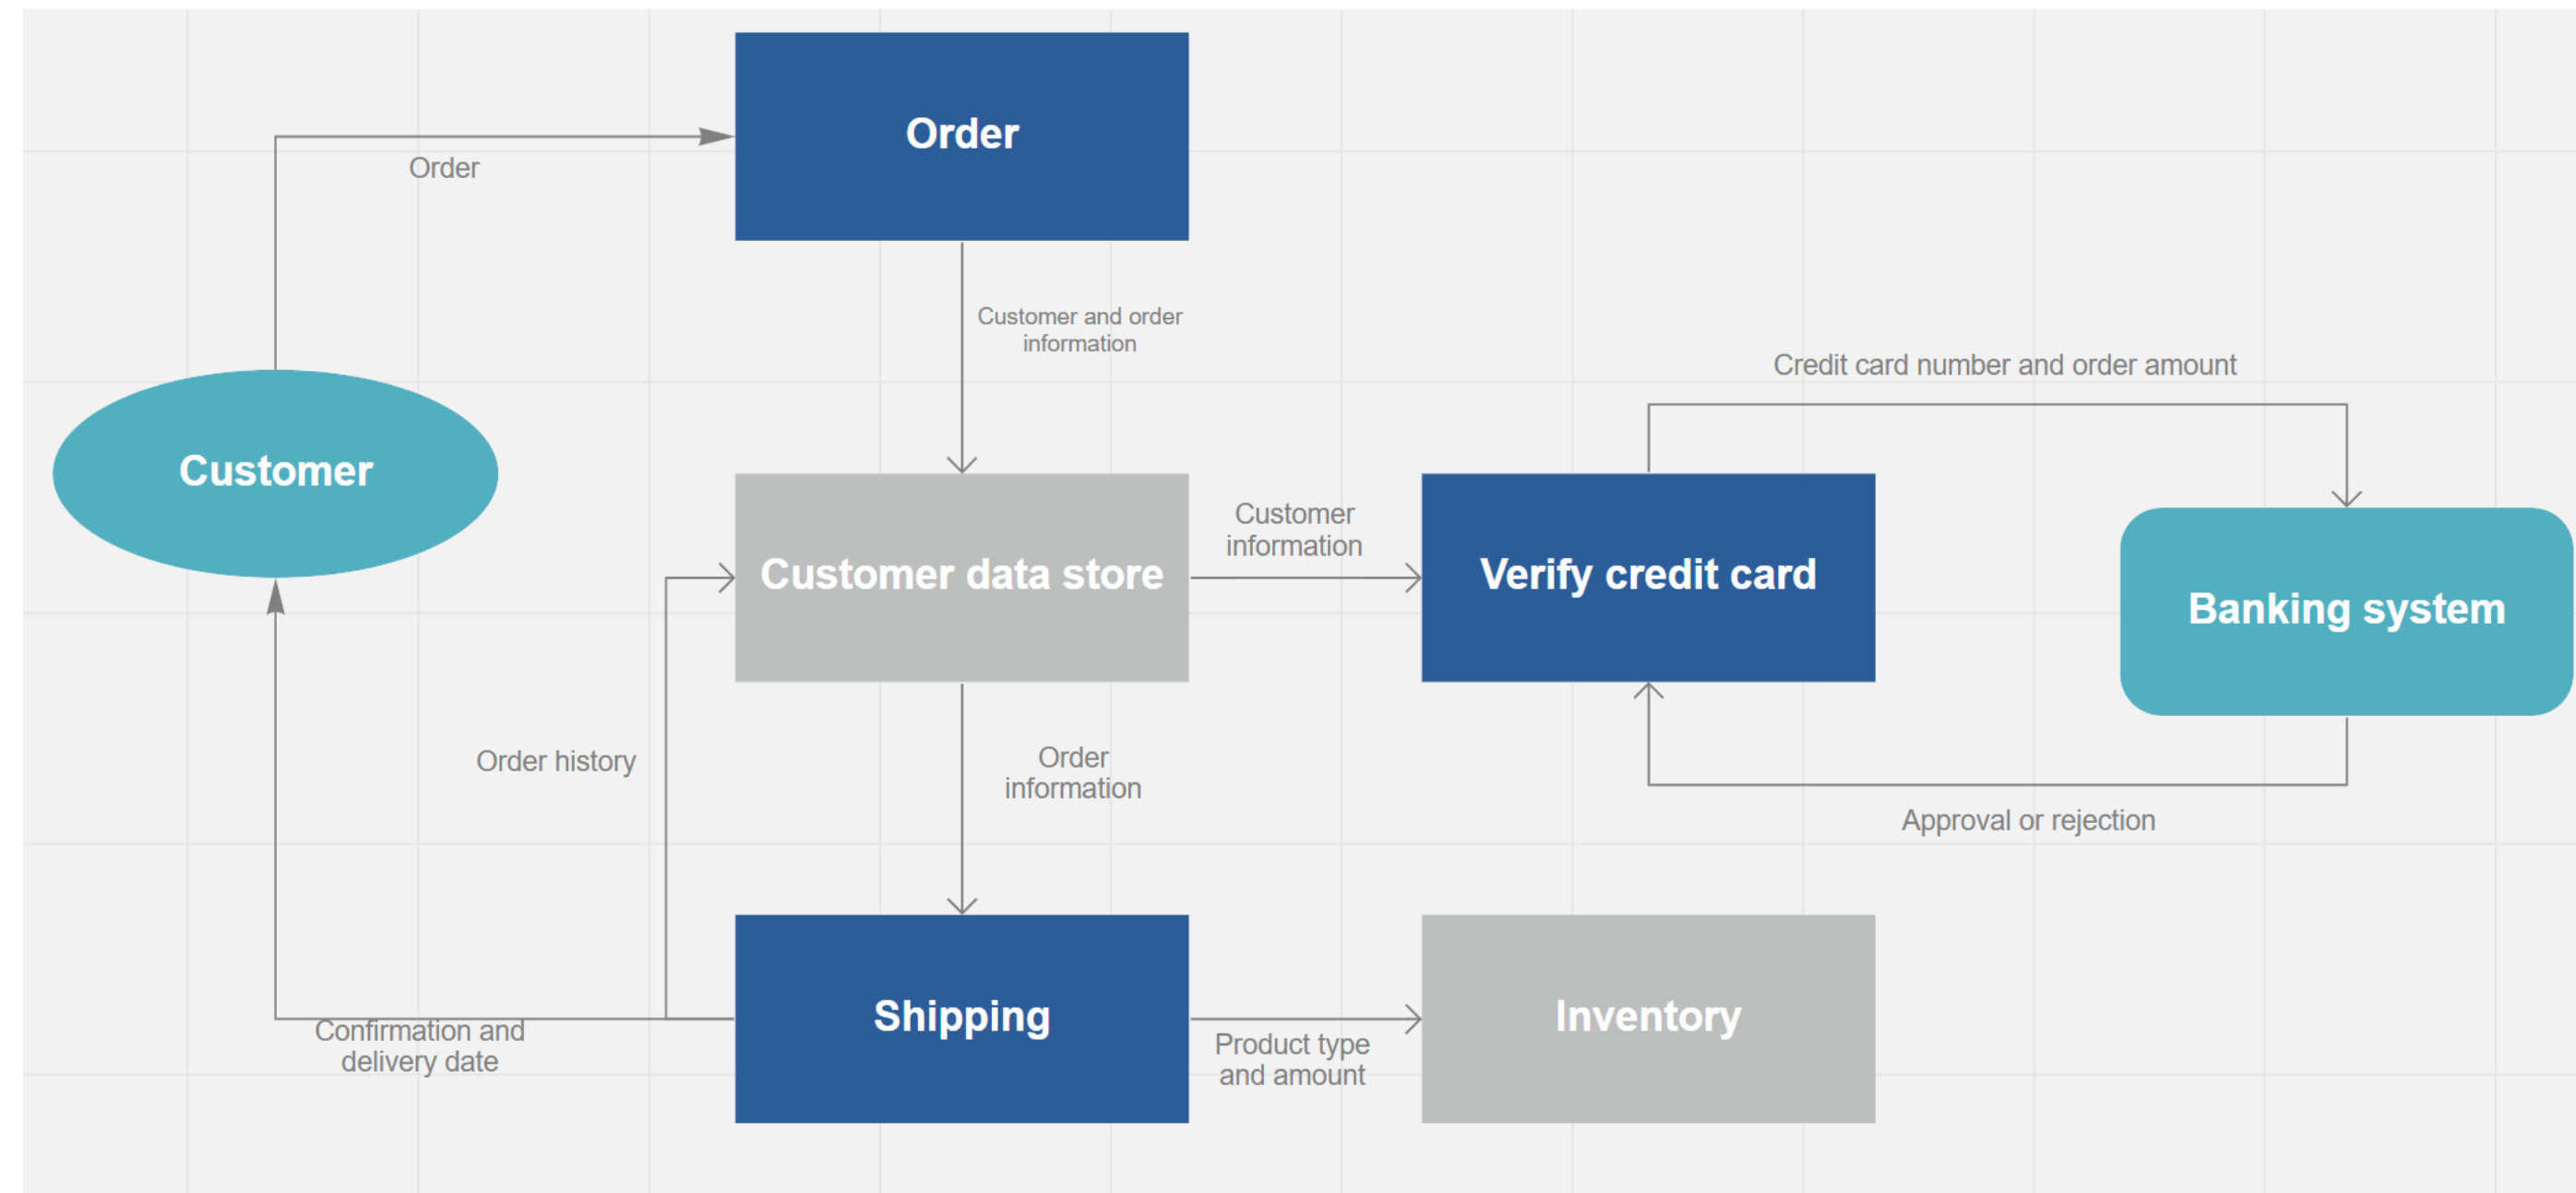 Order
Order
Customer and order
information
Credit card number and order amount
Customer
Customer data store
Customer
information
Verify credit card
Banking system
Order history
Order
information
Approval or rejection
Confirmation and
delivery date
Shipping
Product type
and amount
Inventory